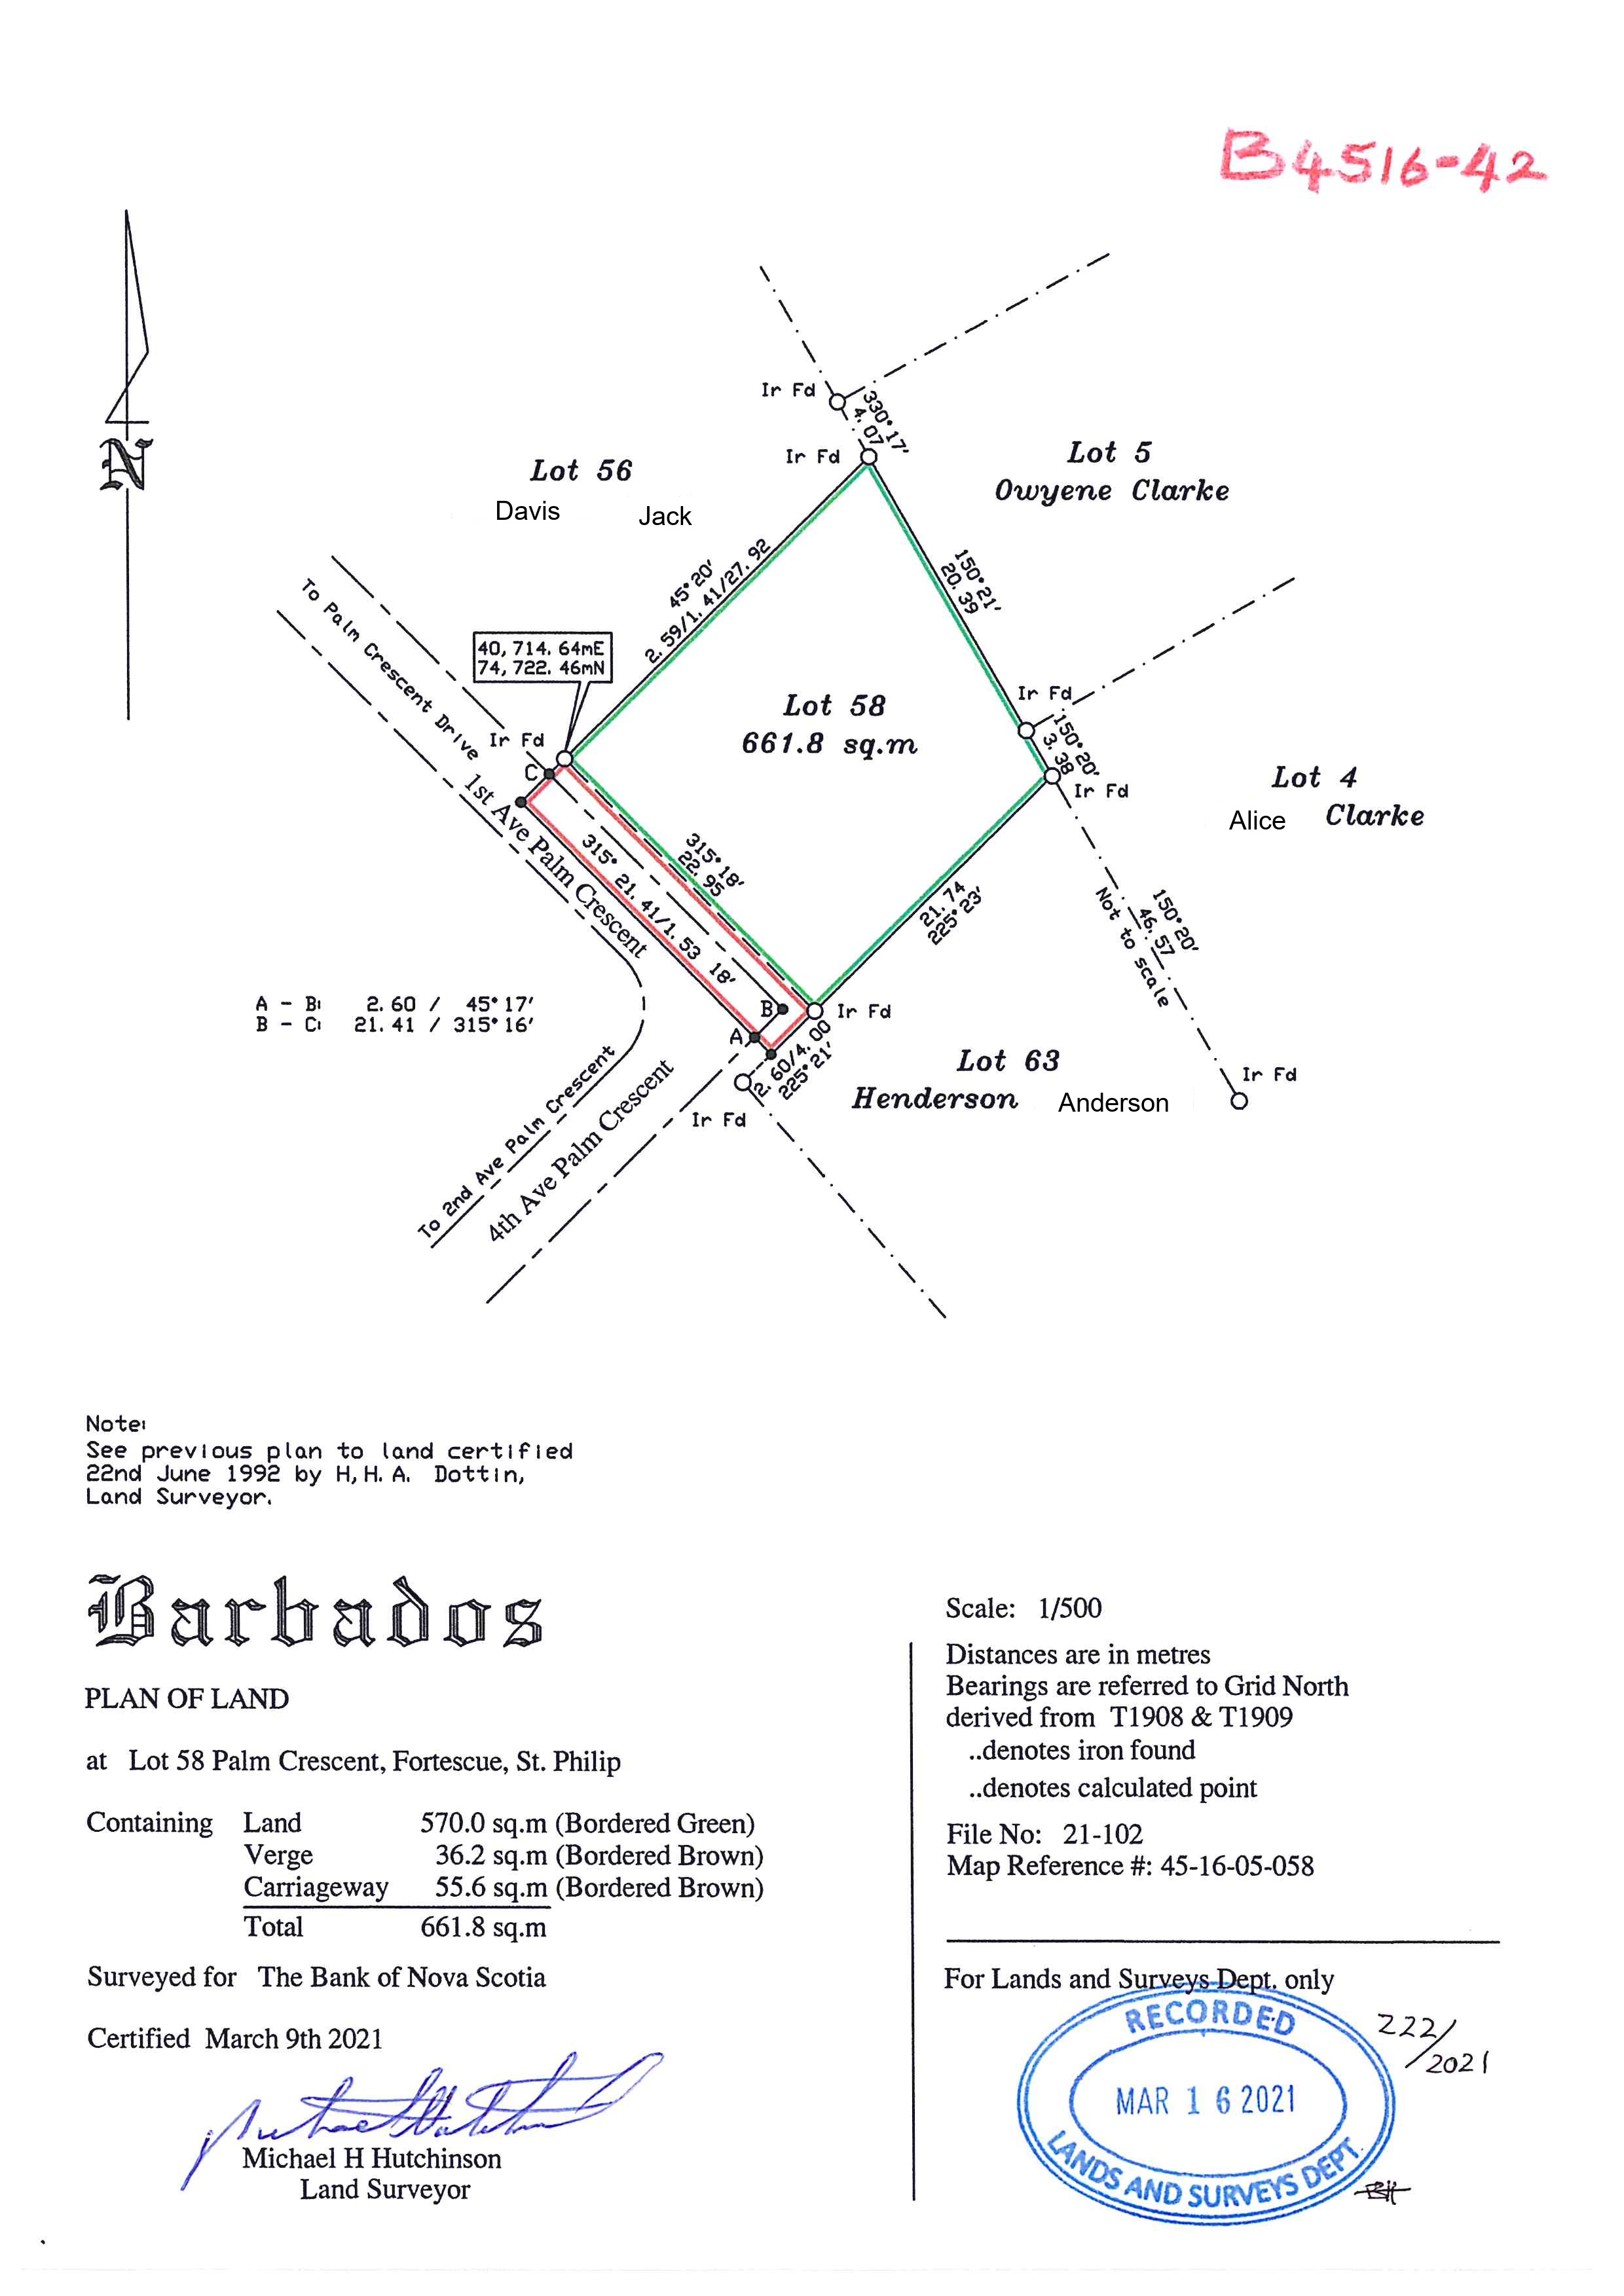 B4516-42
N
Ir Fd
330°17'
4.07
Ir Fd
Lot 5
Owyene Clarke
Lot 56
Davis Jack
45°20'
2.59/1.41/27.92
150°21'
20.39
To Palm Crescent Drive
40,714.64mE
74,722.46mN
Ir Fd
C
Lot 58
661.8 sq.m
Ir Fd
150°20'
3.38
Ir Fd
Lot 4
Alice Clarke
1st Ave Palm Crescent
315° 21.41/1.53 18'
315°18'
22.95
21.74
225°23'
150°20'
46.57
Not to scale
A - B: 2.60 / 45°17'
B - C: 21.41 / 315°16'
B
Ir Fd
A
2.60/4.00
225°21'
Ir Fd
Lot 63
Henderson Anderson
Ir Fd
To 2nd Ave Palm Crescent
4th Ave Palm Crescent
Note:
See previous plan to land certified
22nd June 1992 by H,H.A. Dottin,
Land Surveyor.
Barbados
PLAN OF LAND
at Lot 58 Palm Crescent, Fortescue, St. Philip
Containing Land 570.0 sq.m (Bordered Green)
Verge 36.2 sq.m (Bordered Brown)
Carriageway 55.6 sq.m (Bordered Brown)
Total 661.8 sq.m
Surveyed for The Bank of Nova Scotia
Certified March 9th 2021
Michael H Hutchinson
Land Surveyor
Scale: 1/500
Distances are in metres
Bearings are referred to Grid North
derived from T1908 & T1909
..denotes iron found
..denotes calculated point
File No: 21-102
Map Reference #: 45-16-05-058
For Lands and Surveys Dept. only
RECORDED
MAR 16 2021
LANDS AND SURVEYS DEPT.
222/2021